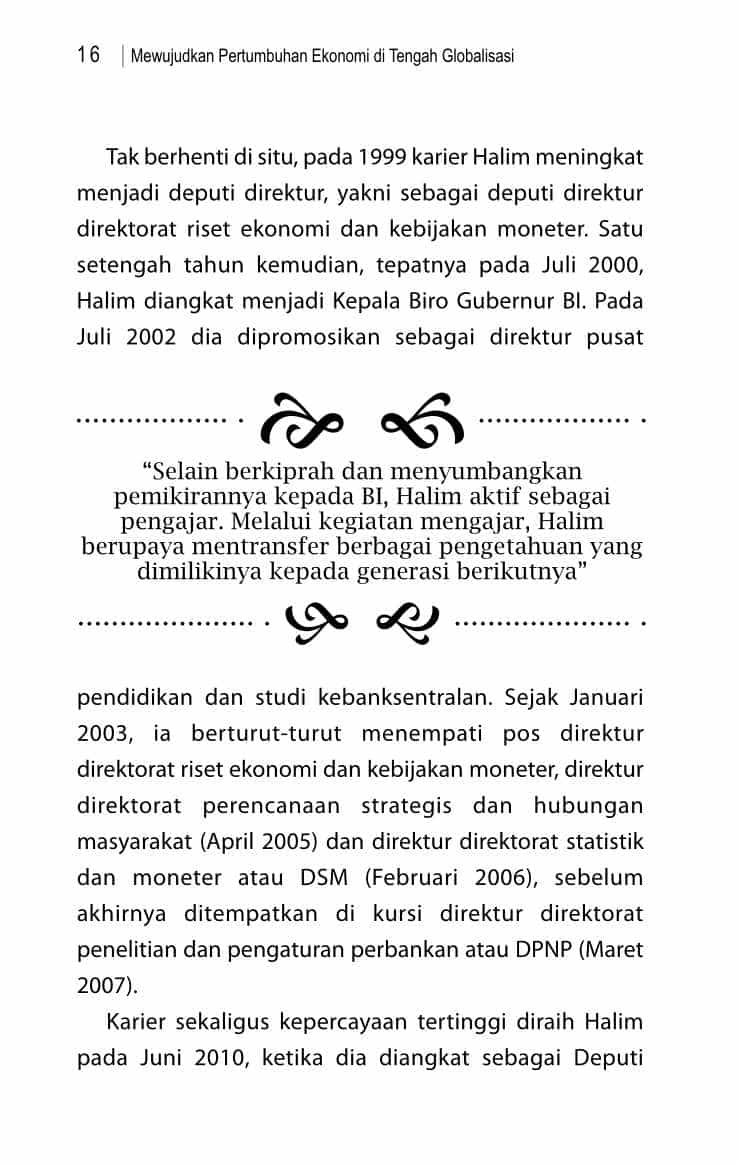 16 Mewujudkan Pertumbuhan Ekonomi di Tengah Globalisasi
Tak berhenti di situ, pada 1999 karier Halim meningkat
menjadi deputi direktur, yakni sebagai deputi direktur
direktorat riset ekonomi dan kebijakan moneter. Satu
setengah tahun kemudian, tepatnya pada Juli 2000,
Halim diangkat menjadi Kepala Biro Gubernur BI. Pada
Juli 2002 dia dipromosikan sebagai direktur pusat
“Selain berkiprah dan menyumbangkan
pemikirannya kepada BI, Halim aktif sebagai
pengajar. Melalui kegiatan mengajar, Halim
berupaya mentransfer berbagai pengetahuan yang
dimilikinya kepada generasi berikutnya”
pendidikan dan studi kebanksentralan. Sejak Januari
2003, ia berturut-turut menempati pos direktur
direktorat riset ekonomi dan kebijakan moneter, direktur
direktorat perencanaan strategis dan hubungan
masyarakat (April 2005) dan direktur direktorat statistik
dan moneter atau DSM (Februari 2006), sebelum
akhirnya ditempatkan di kursi direktur direktorat
penelitian dan pengaturan perbankan atau DPNP (Maret
2007).
Karier sekaligus kepercayaan tertinggi diraih Halim
pada Juni 2010, ketika dia diangkat sebagai Deputi